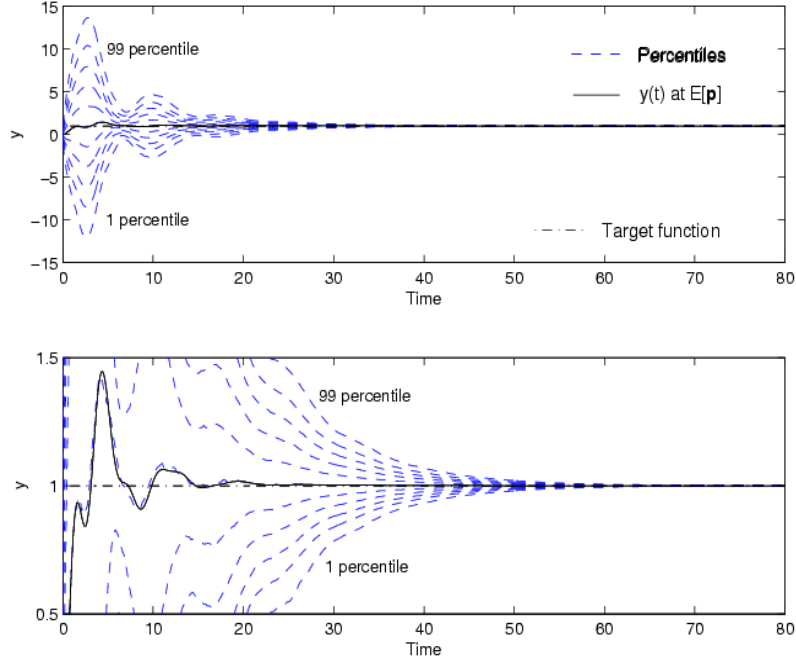 15
10
5
0
−5
−10
−15
y
99 percentile
1 percentile
Percentiles
y(t) at E[p]
Target function
0 10 20 30 40 50 60 70 80
Time
1.5
1
0.5
y
99 percentile
1 percentile
0 10 20 30 40 50 60 70 80
Time